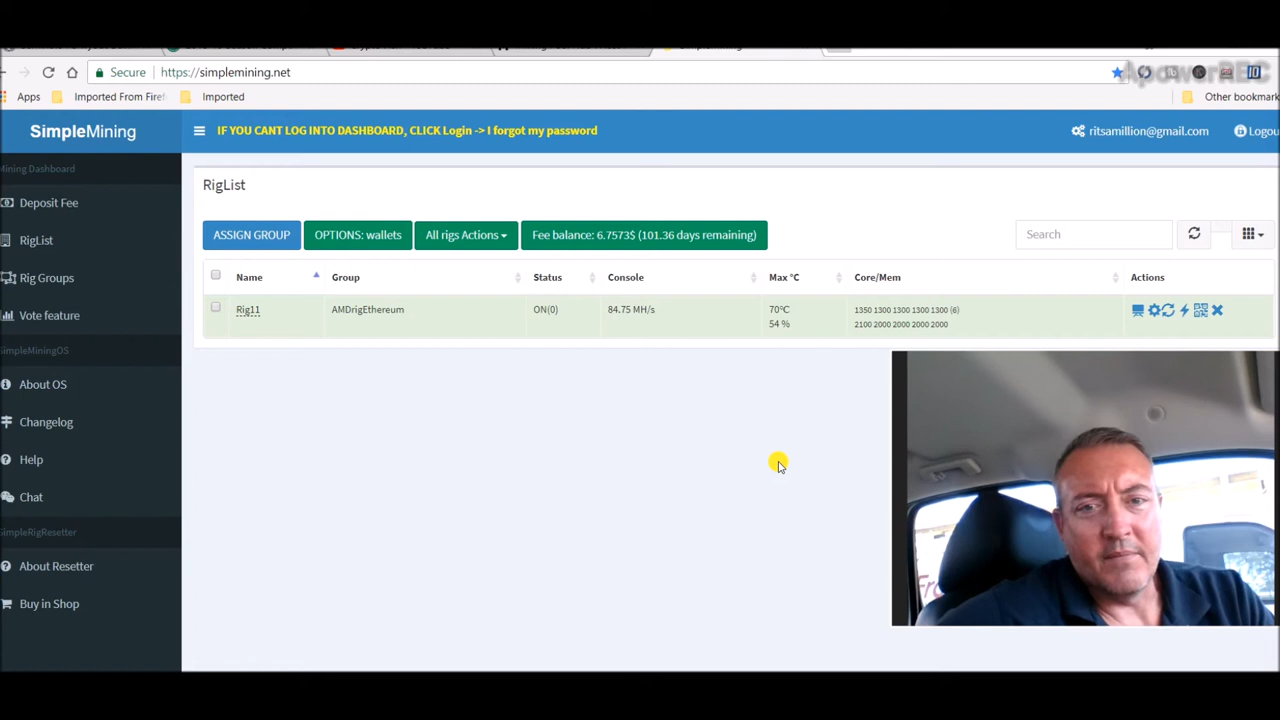 Secure | https://simplemining.net
ApowerREC
Apps Imported From Firef Imported Other bookmark
SimpleMining
IF YOU CANT LOG INTO DASHBOARD, CLICK Login -> I forgot my password
ritsamillion@gmail.com Logou
Mining Dashboard
Deposit Fee
RigList
Rig Groups
Vote feature
SimpleMiningOS
About OS
Changelog
Help
Chat
SimpleRigResetter
About Resetter
Buy in Shop
RigList
ASSIGN GROUP OPTIONS: wallets All rigs Actions Fee balance: 6.7573$ (101.36 days remaining) Search
Name Group Status Console Max °C Core/Mem Actions
Rig11 AMDrigEthereum ON(0) 84.75 MH/s 70°C 1350 1300 1300 1300 1300 (6)
54 % 2100 2000 2000 2000 2000